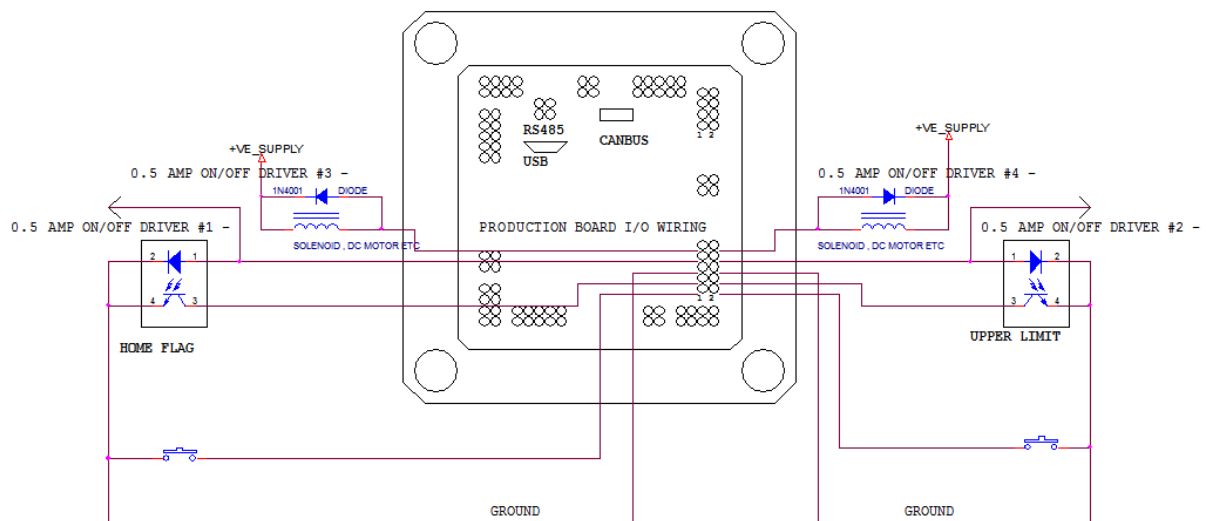 +VE_SUPPLY
+VE_SUPPLY
RS485
CANBUS
1 2
USB
0.5 AMP ON/OFF DRIVER #3 -
0.5 AMP ON/OFF DRIVER #4 -
1N4001
DIODE
1N4001
DIODE
0.5 AMP ON/OFF DRIVER #1 -
PRODUCTION BOARD I/O WIRING
0.5 AMP ON/OFF DRIVER #2 -
SOLENOID , DC MOTOR ETC
SOLENOID , DC MOTOR ETC
2 1
1 2
4 3
1 2
3 4
HOME FLAG
UPPER LIMIT
GROUND
GROUND